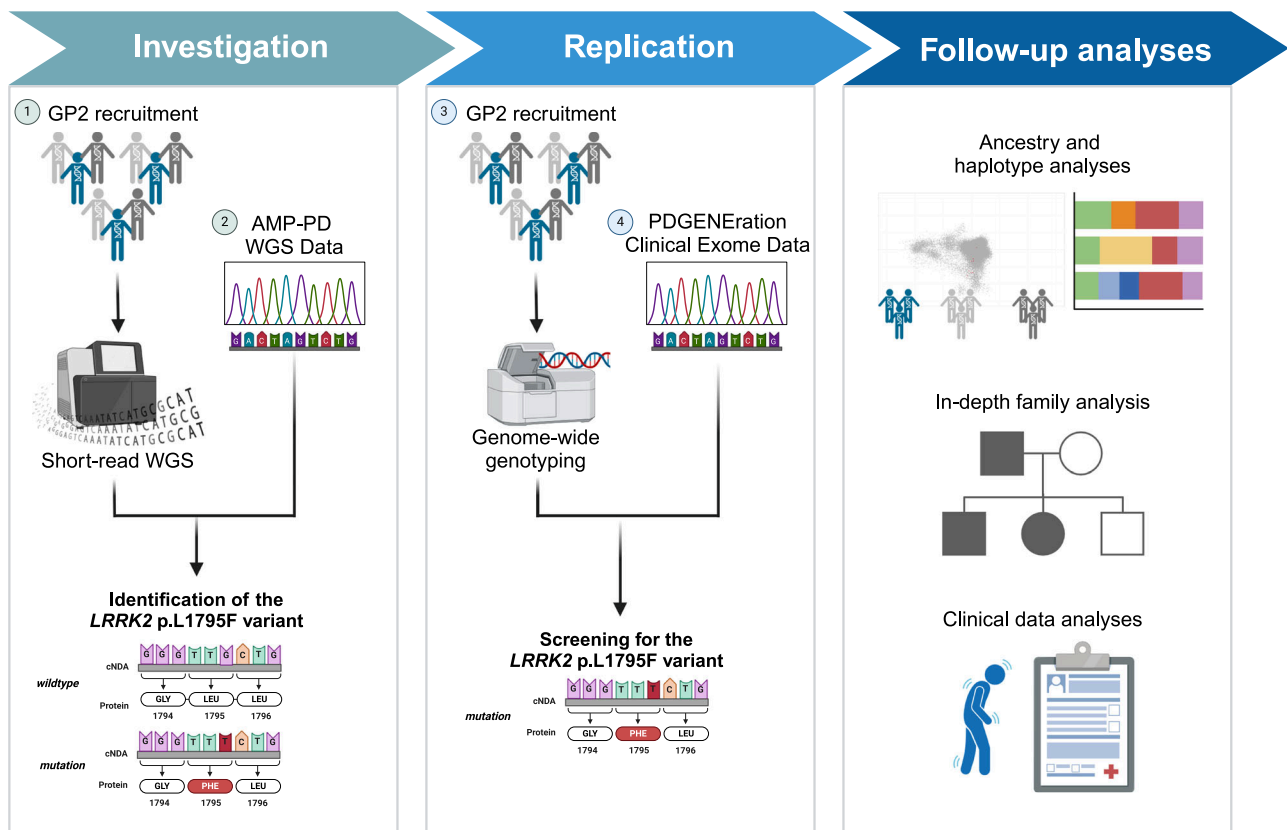 Investigation
Replication
Follow-up analyses
1 GP2 recruitment
2 AMP-PD
WGS Data
G A C T A G T C T G
Short-read WGS
Identification of the
LRRK2 p.L1795F variant
G G G T T G C T G
cNDA
wildtype
Protein
GLY LEU LEU
1794 1795 1796
G G G T T T C T G
cNDA
mutation
Protein
GLY PHE LEU
1794 1795 1796
3 GP2 recruitment
4 PDGENEration
Clinical Exome Data
G A C T A G T C T G
Genome-wide
genotyping
Screening for the
LRRK2 p.L1795F variant
G G G T T T C T G
cNDA
mutation
Protein
GLY PHE LEU
1794 1795 1796
Ancestry and
haplotype analyses
In-depth family analysis
Clinical data analyses